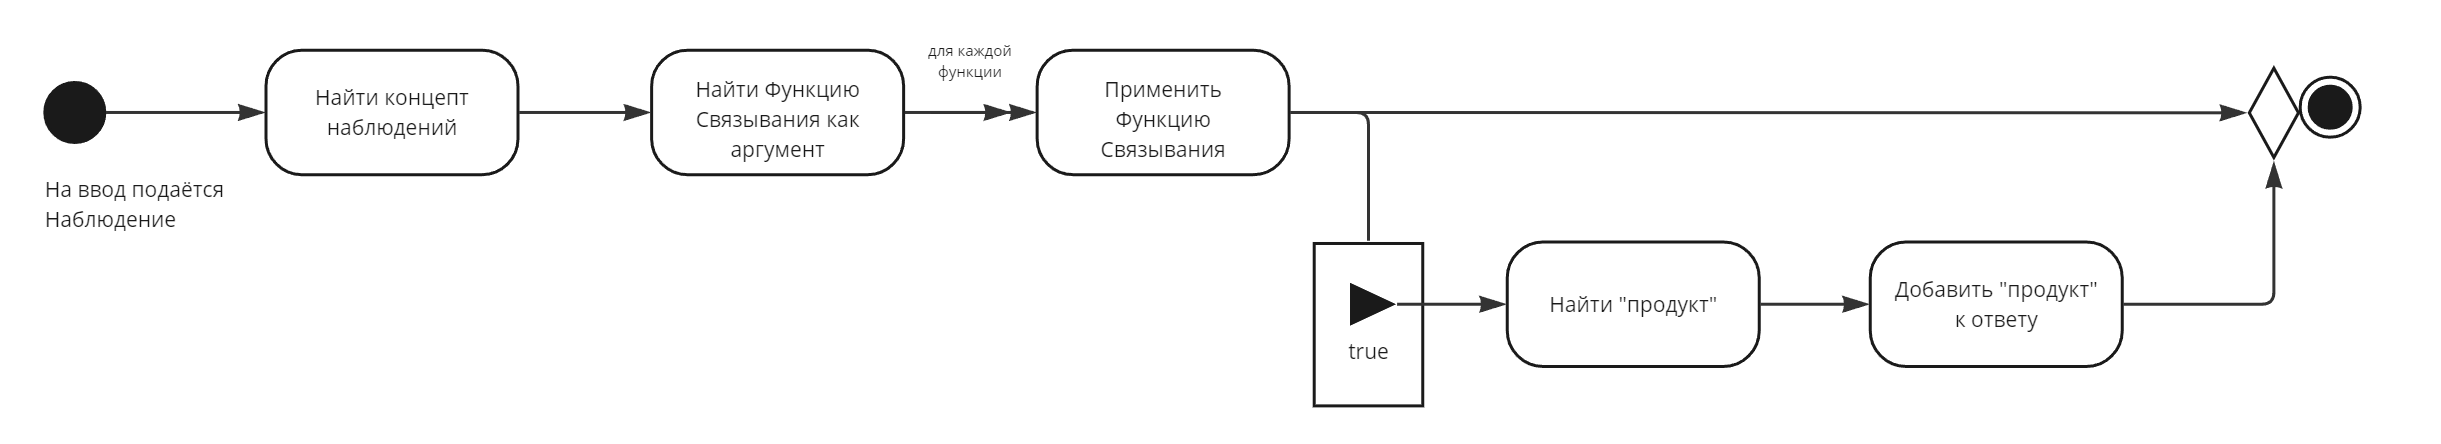 На ввод подаётся
Наблюдение
Найти концепт
наблюдений
Найти Функцию
Связывания как
аргумент
для каждой
функции
Применить
Функцию
Связывания
true
Найти "продукт"
Добавить "продукт"
к ответу